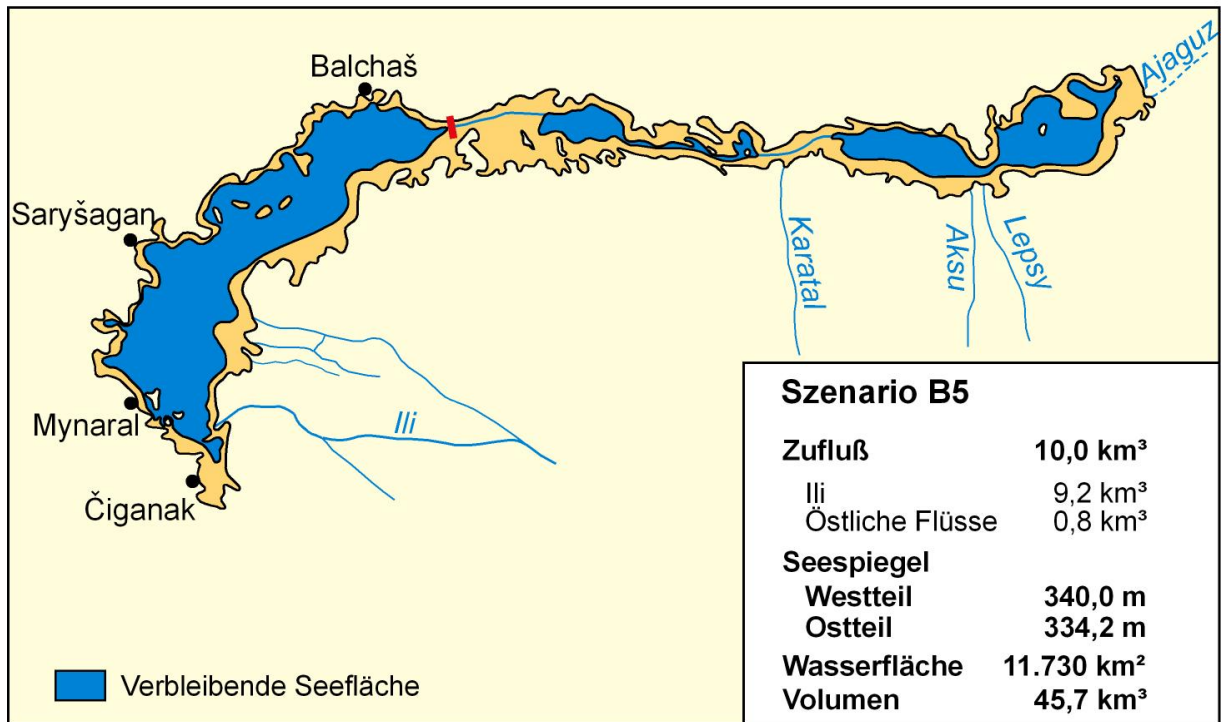 Balchaš
Ajaguz
Saryšagan
Karatal
Aksu
Lepsy
Mynaral
Ili
Čiganak
Szenario B5
Zufluß 10,0 km³
Ili 9,2 km³
Östliche Flüsse 0,8 km³
Seespiegel
Westteil 340,0 m
Ostteil 334,2 m
Wasserfläche 11.730 km²
Volumen 45,7 km³
Verbleibende Seefläche